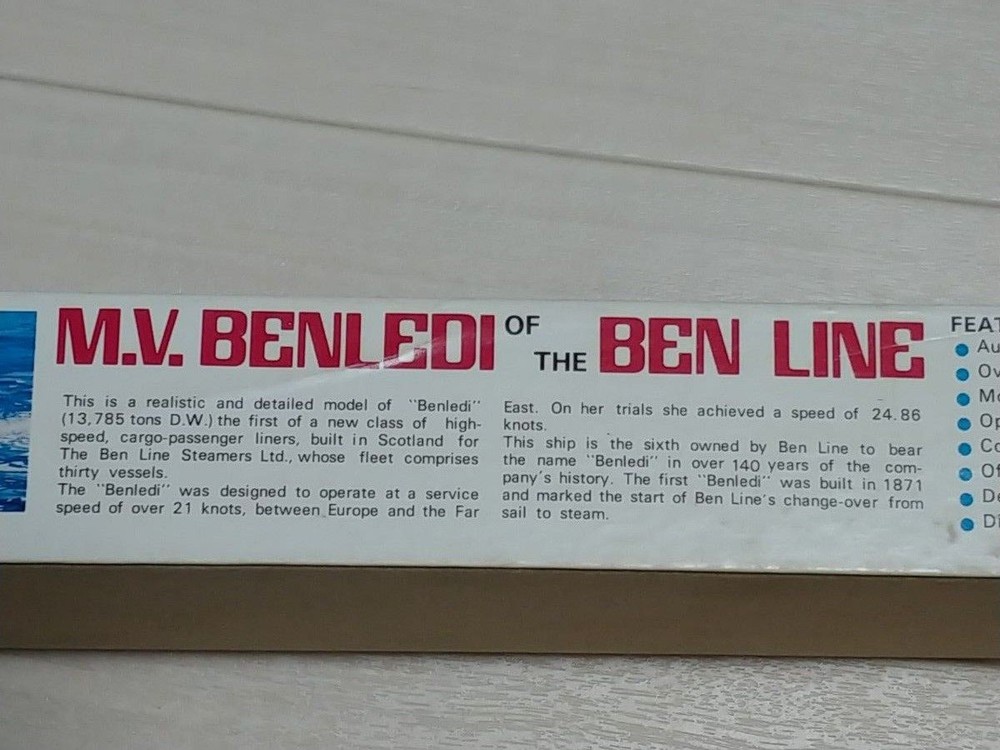 M.V. BENLEDI OF THE BEN LINE
This is a realistic and detailed model of "Benledi"
(13,785 tons D.W.) the first of a new class of high-
speed, cargo-passenger liners, built in Scotland for
The Ben Line Steamers Ltd., whose fleet comprises
thirty vessels.
The "Benledi" was designed to operate at a service
speed of over 21 knots, between Europe and the Far
East. On her trials she achieved a speed of 24.86
knots.
This ship is the sixth owned by Ben Line to bear
the name "Benledi" in over 140 years of the com-
pany's history. The first "Benledi" was built in 1871
and marked the start of Ben Line's change-over from
sail to steam.